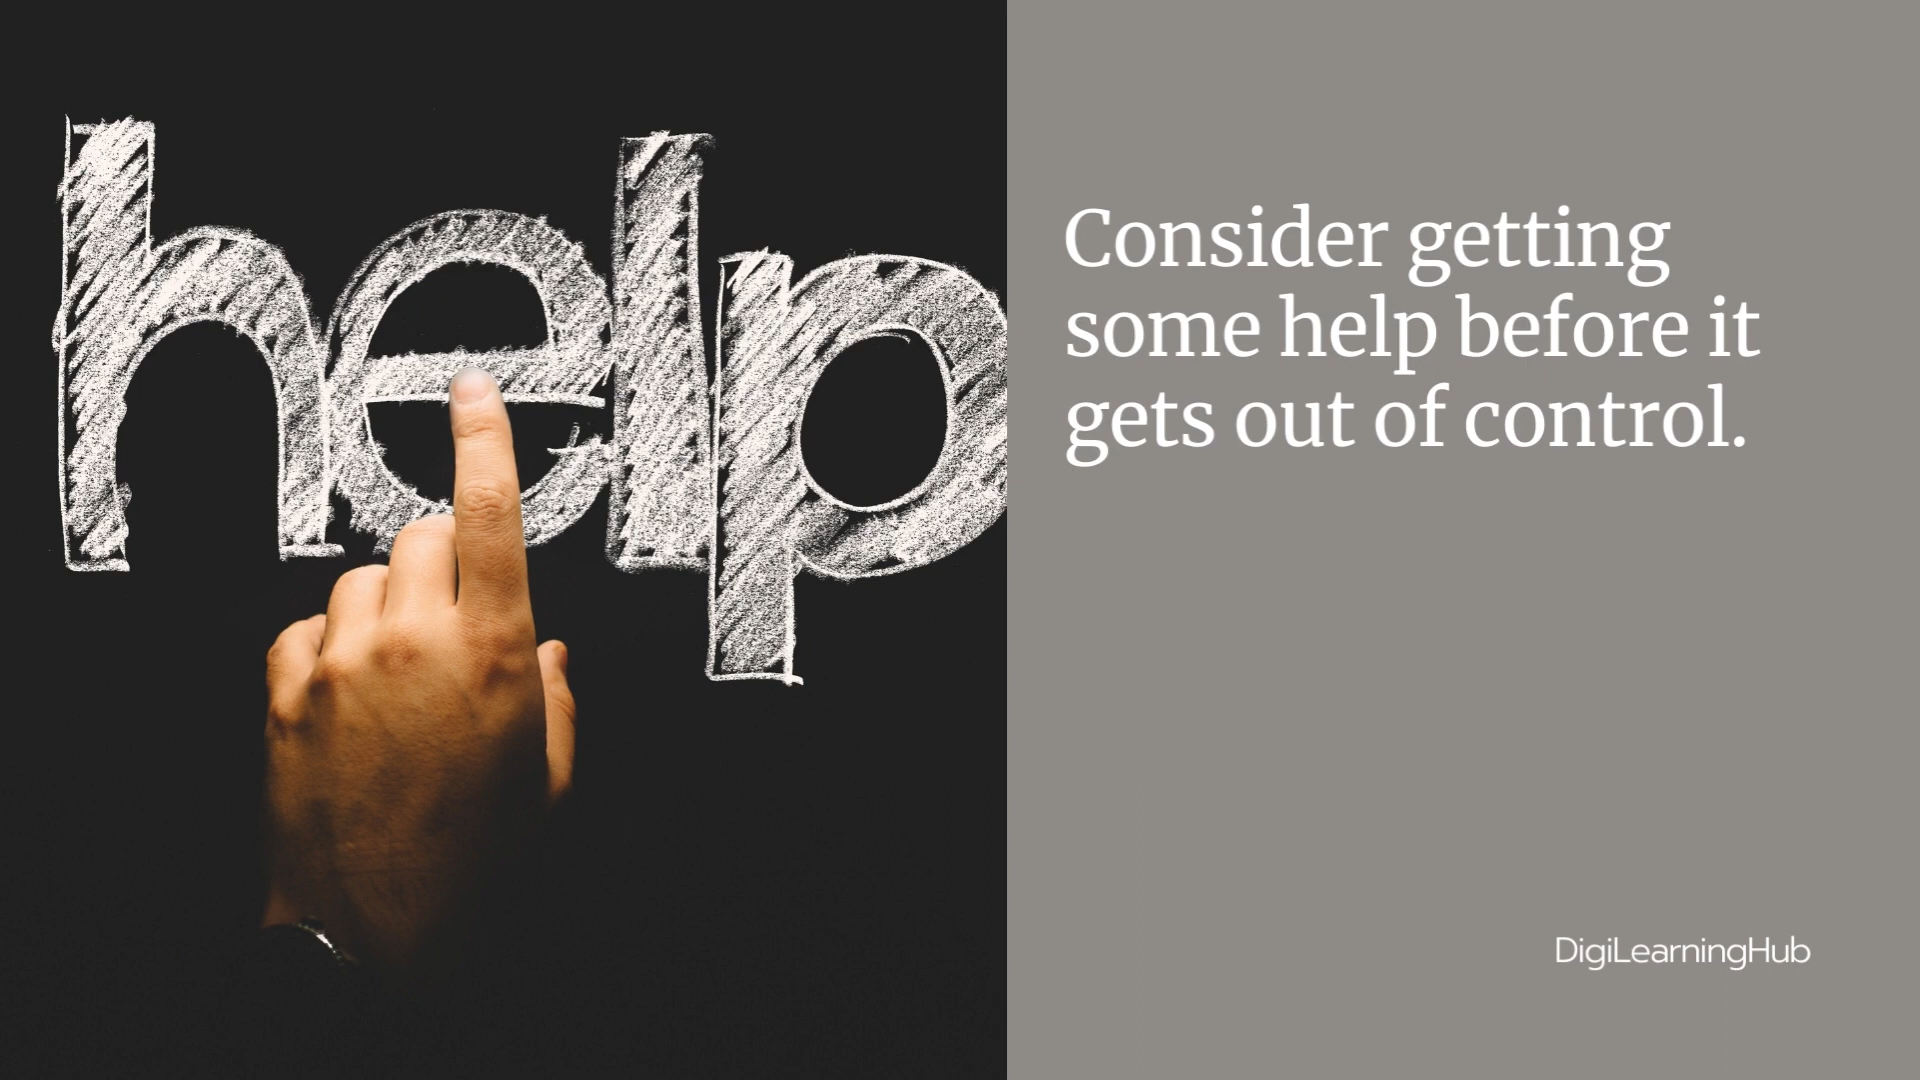 help
Consider getting
some help before it
gets out of control.
DigiLearningHub